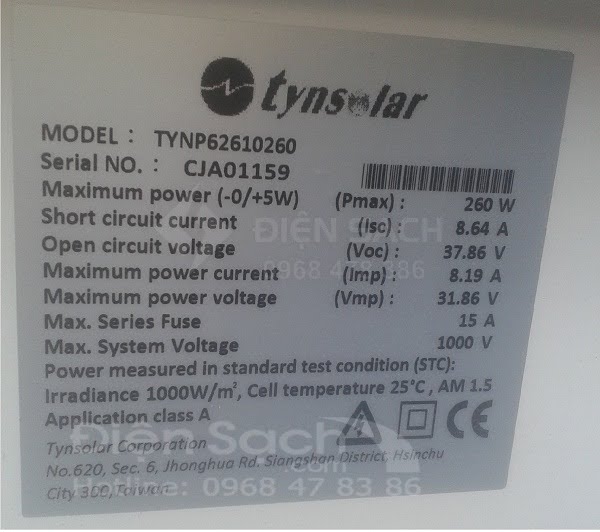 tynsolar
MODEL : TYNP62610260
Serial NO. : CJA01159
Maximum power (-0/+5W) (Pmax) : 260 W
Short circuit current (Isc) : 8.64 A
Open circuit voltage (Voc) : 37.86 V
Maximum power current (Imp) : 8.19 A
Maximum power voltage (Vmp) : 31.86 V
Max. Series Fuse 15 A
Max. System Voltage 1000 V
Power measured in standard test condition (STC):
Irradiance 1000W/m², Cell temperature 25°C, AM 1.5
Application class A
CE
Tynsolar Corporation
No.620, Sec. 6, Jhonghua Rd. Siangshan District, Hsinchu
City 300,Taiwan
ĐIỆN SẠCH
0968 478 386
Điện Sạch
.com
Hotline: 0968 47 83 86